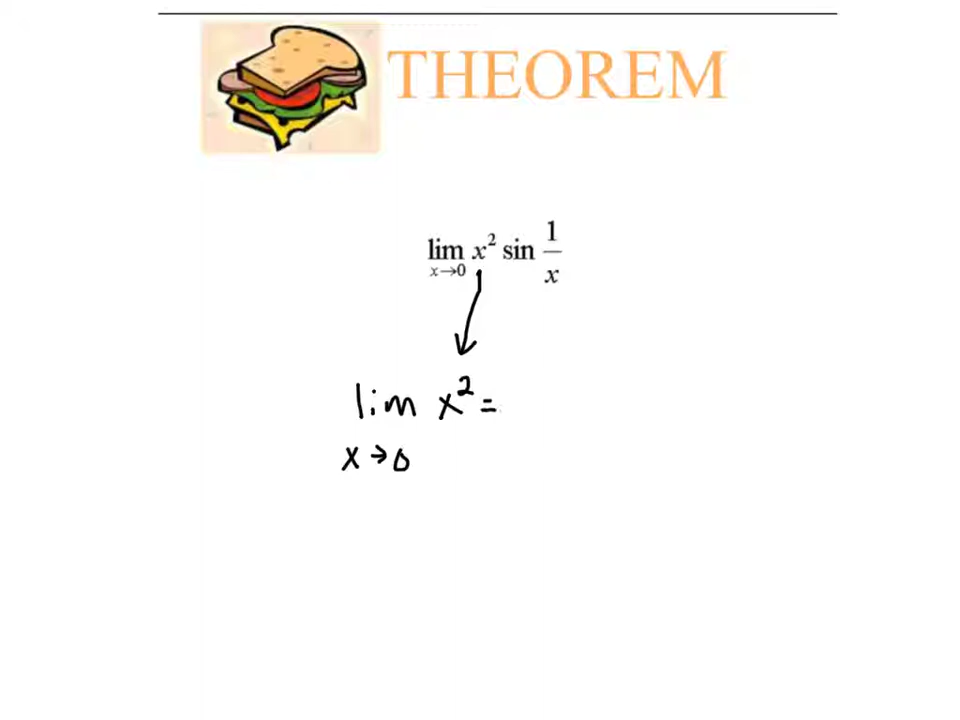 THEOREM
lim x→0 x² sin 1/x
lim x² =
x → 0